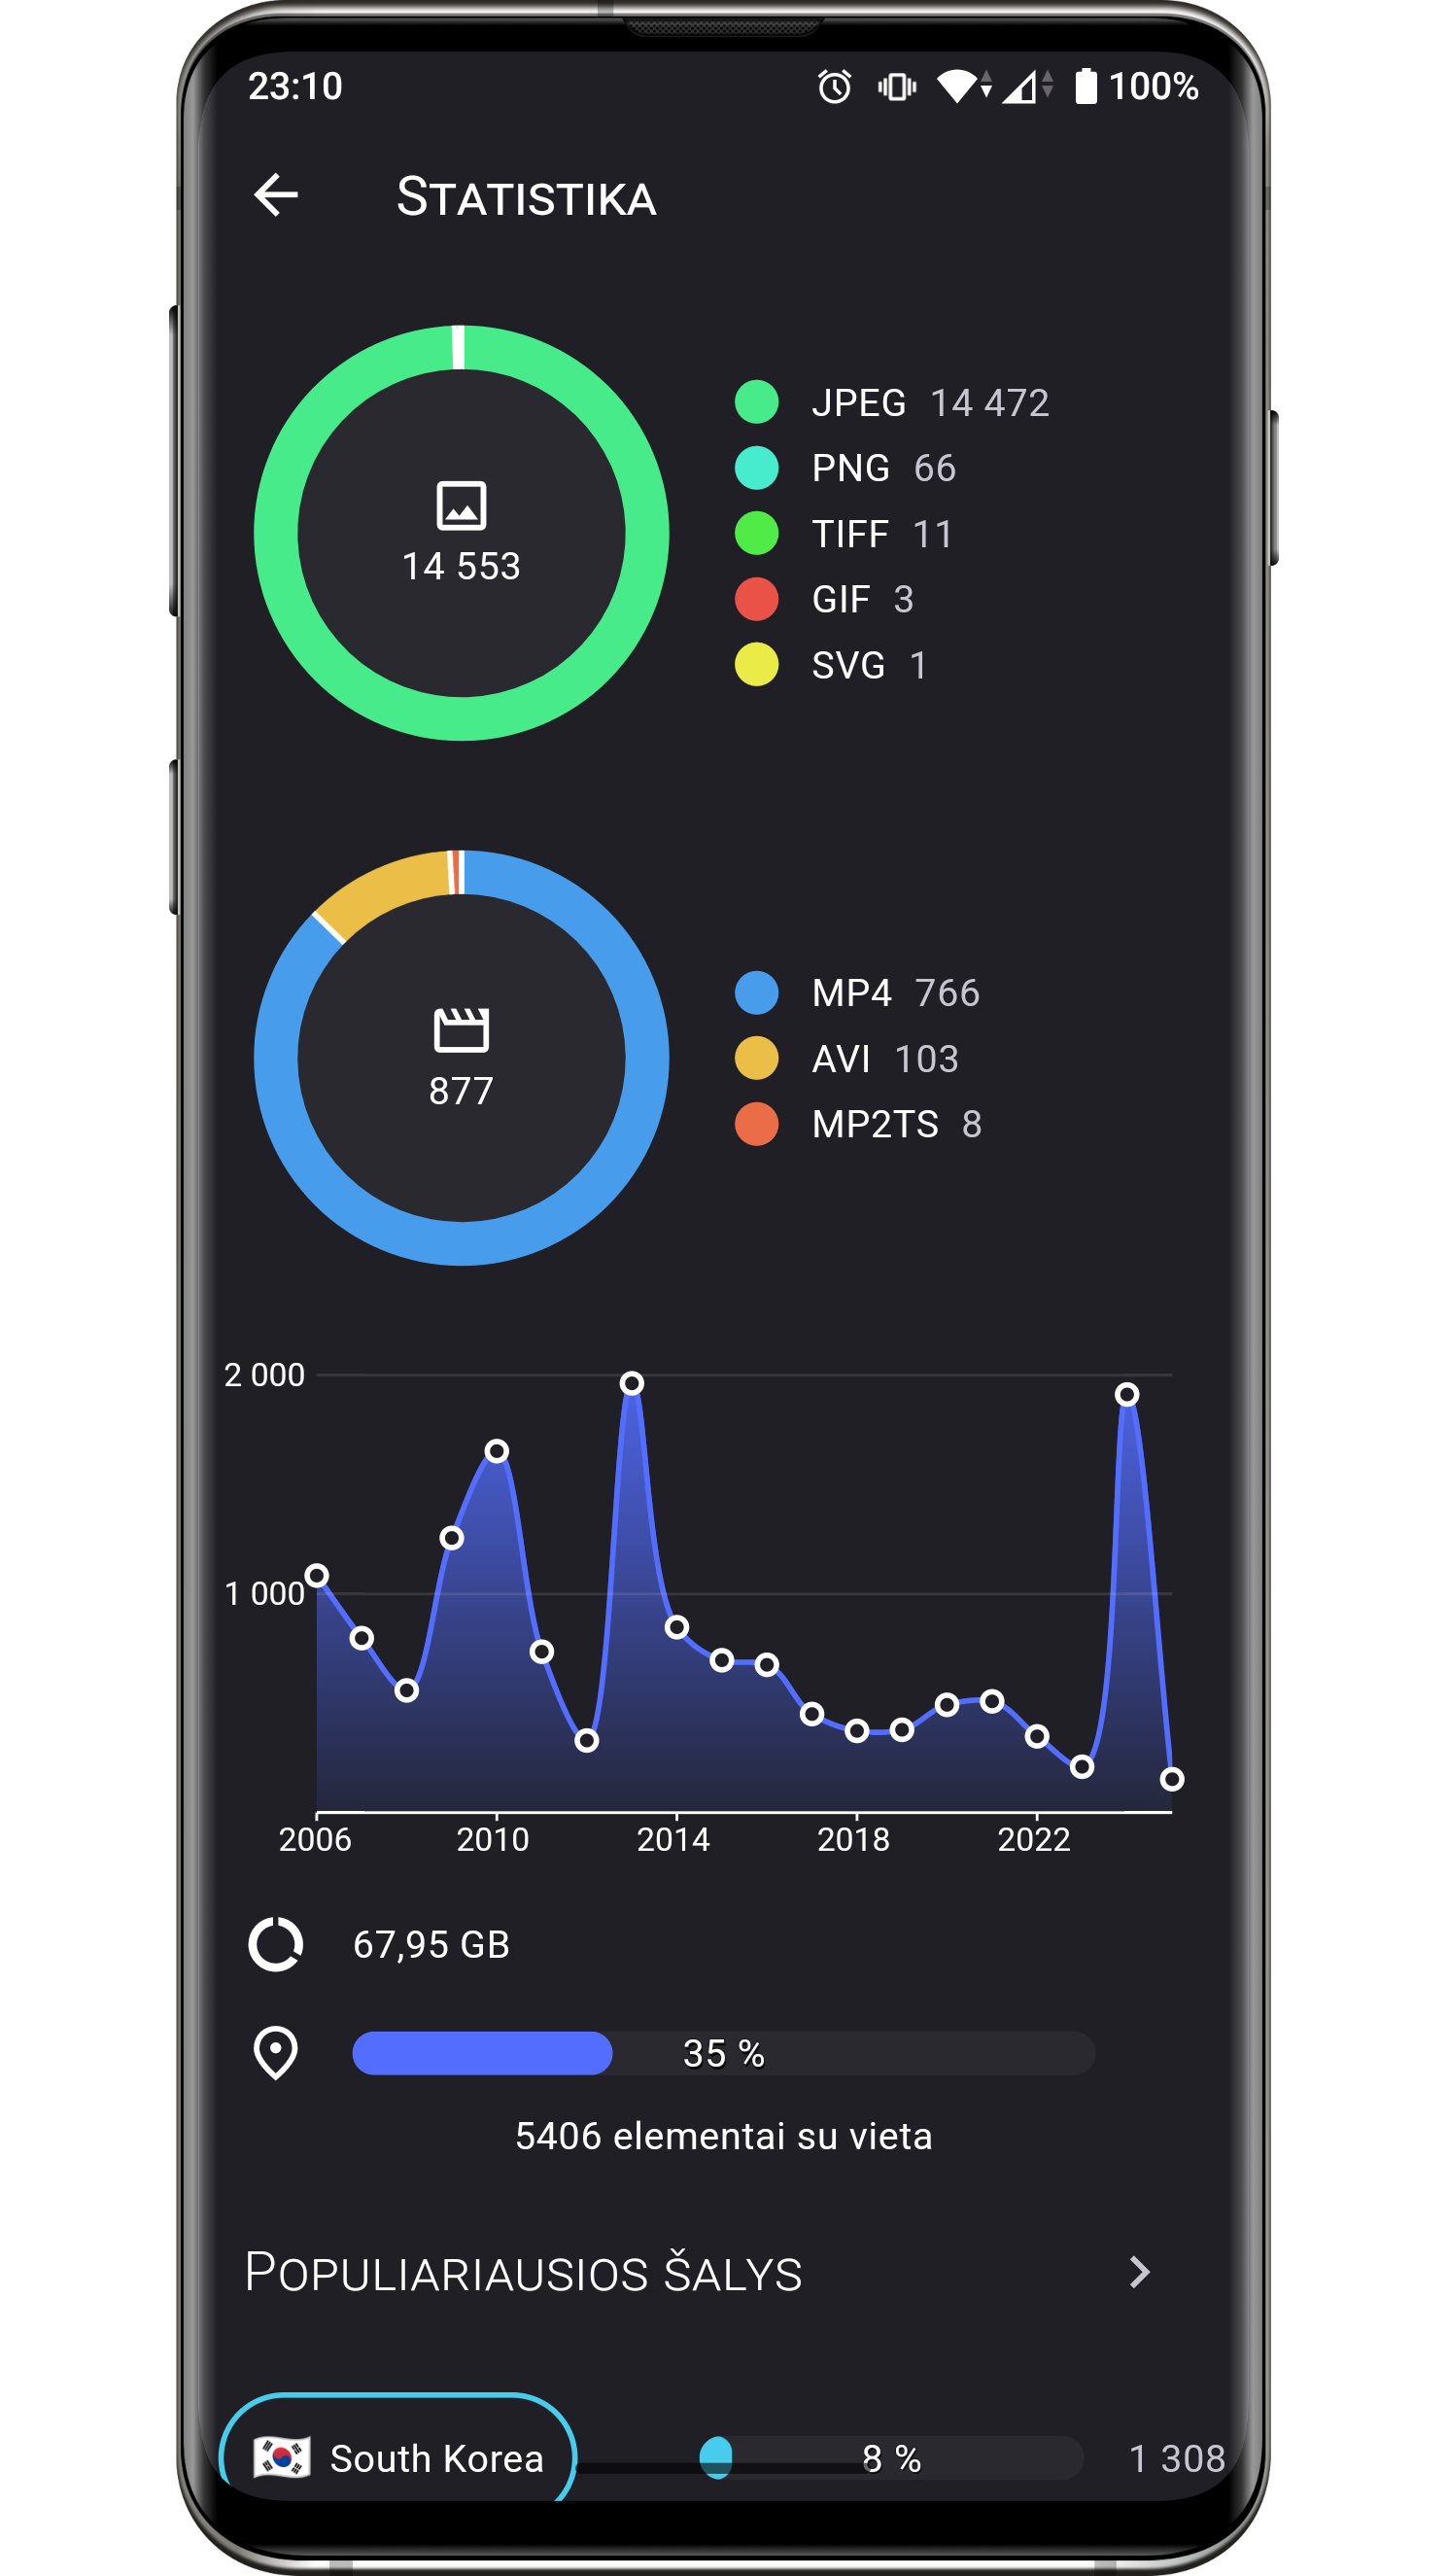 23:10 100%
STATISTIKA
JPEG 14 472
PNG 66
TIFF 11
GIF 3
SVG 1
14 553
MP4 766
AVI 103
MP2TS 8
877
2 000
1 000
2006 2010 2014 2018 2022
67,95 GB
35 %
5406 elementai su vieta
POPULIARIAUSIOS ŠALYS
South Korea 8 % 1 308